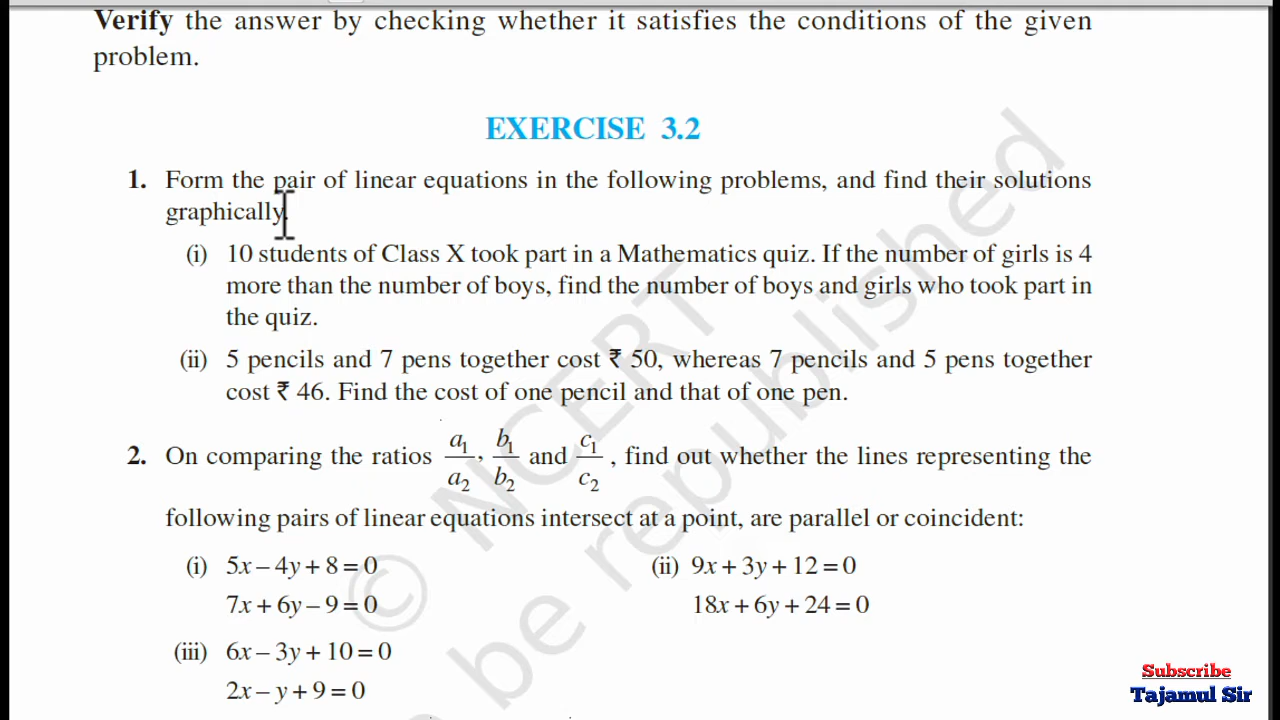 Verify the answer by checking whether it satisfies the conditions of the given
problem.
EXERCISE 3.2
1. Form the pair of linear equations in the following problems, and find their solutions
graphically.
(i) 10 students of Class X took part in a Mathematics quiz. If the number of girls is 4
more than the number of boys, find the number of boys and girls who took part in
the quiz.
(ii) 5 pencils and 7 pens together cost ₹ 50, whereas 7 pencils and 5 pens together
cost ₹ 46. Find the cost of one pencil and that of one pen.
2. On comparing the ratios a₁/a₂, b₁/b₂ and c₁/c₂, find out whether the lines representing the
following pairs of linear equations intersect at a point, are parallel or coincident:
(i) 5x – 4y + 8 = 0 (ii) 9x + 3y + 12 = 0
7x + 6y – 9 = 0 18x + 6y + 24 = 0
(iii) 6x – 3y + 10 = 0
2x – y + 9 = 0
© NCERT
be republished
Subscribe
Tajamul Sir